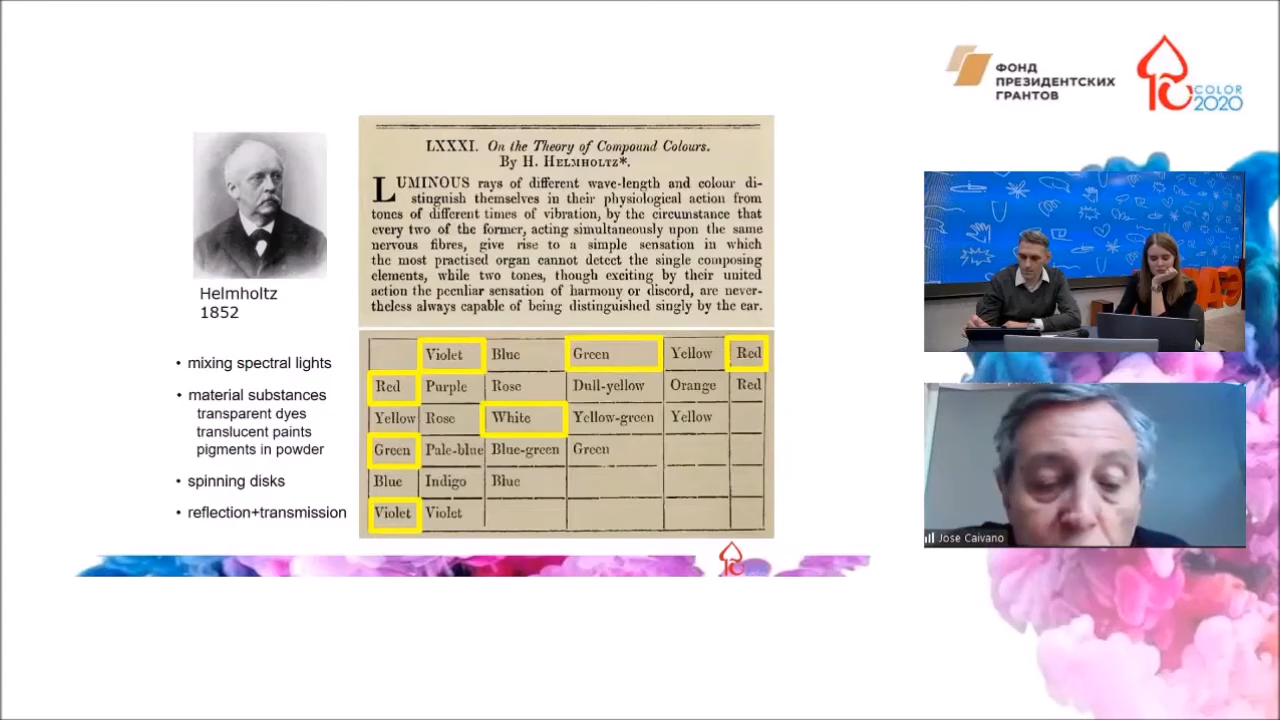 ФОНД
ПРЕЗИДЕНТСКИХ
ГРАНТОВ
COLOR
2020
LXXXI. On the Theory of Compound Colours.
By H. HELMHOLTZ*.
LUMINOUS rays of different wave-length and colour di-
stinguish themselves in their physiological action from
tones of different times of vibration, by the circumstance that
every two of the former, acting simultaneously upon the same
nervous fibres, give rise to a simple sensation in which
the most practised organ cannot detect the single composing
elements, while two tones, though exciting by their united
action the peculiar sensation of harmony or discord, are never-
theless always capable of being distinguished singly by the ear.
Helmholtz
1852
• mixing spectral lights
• material substances
transparent dyes
translucent paints
pigments in powder
• spinning disks
• reflection+transmission
Violet Blue Green Yellow Red
Red Purple Rose Dull-yellow Orange Red
Yellow Rose White Yellow-green Yellow
Green Pale-blue Blue-green Green
Blue Indigo Blue
Violet Violet
Jose Caivano